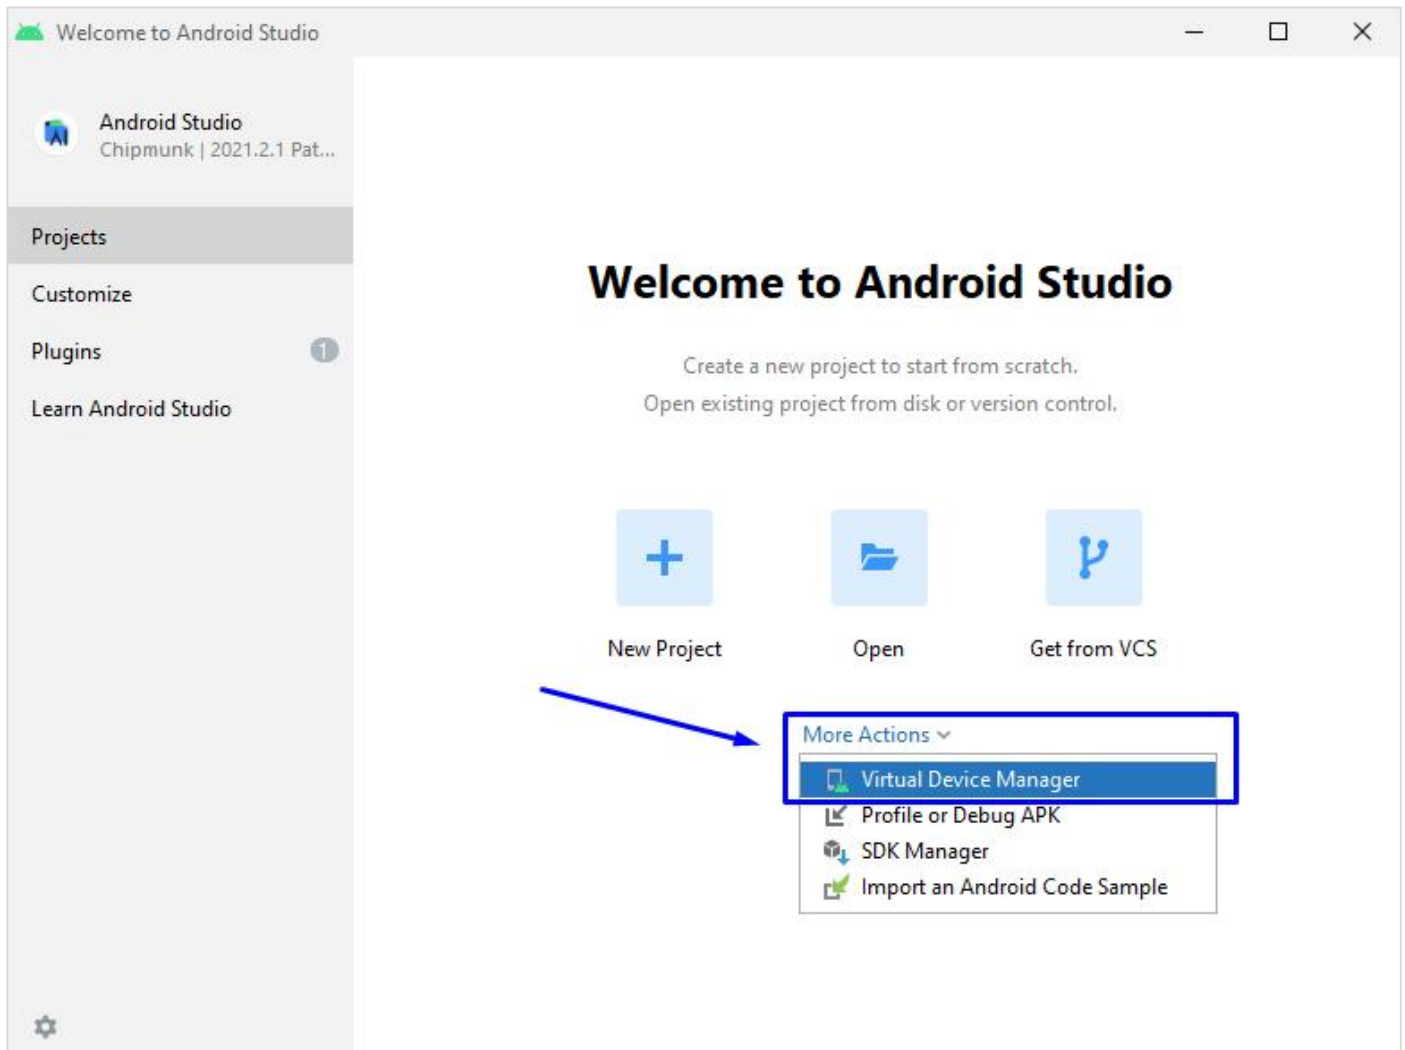 Welcome to Android Studio
Android Studio
Chipmunk | 2021.2.1 Pat...
Projects
Customize
Plugins 1
Learn Android Studio
Welcome to Android Studio
Create a new project to start from scratch.
Open existing project from disk or version control.
New Project Open Get from VCS
More Actions
Virtual Device Manager
Profile or Debug APK
SDK Manager
Import an Android Code Sample